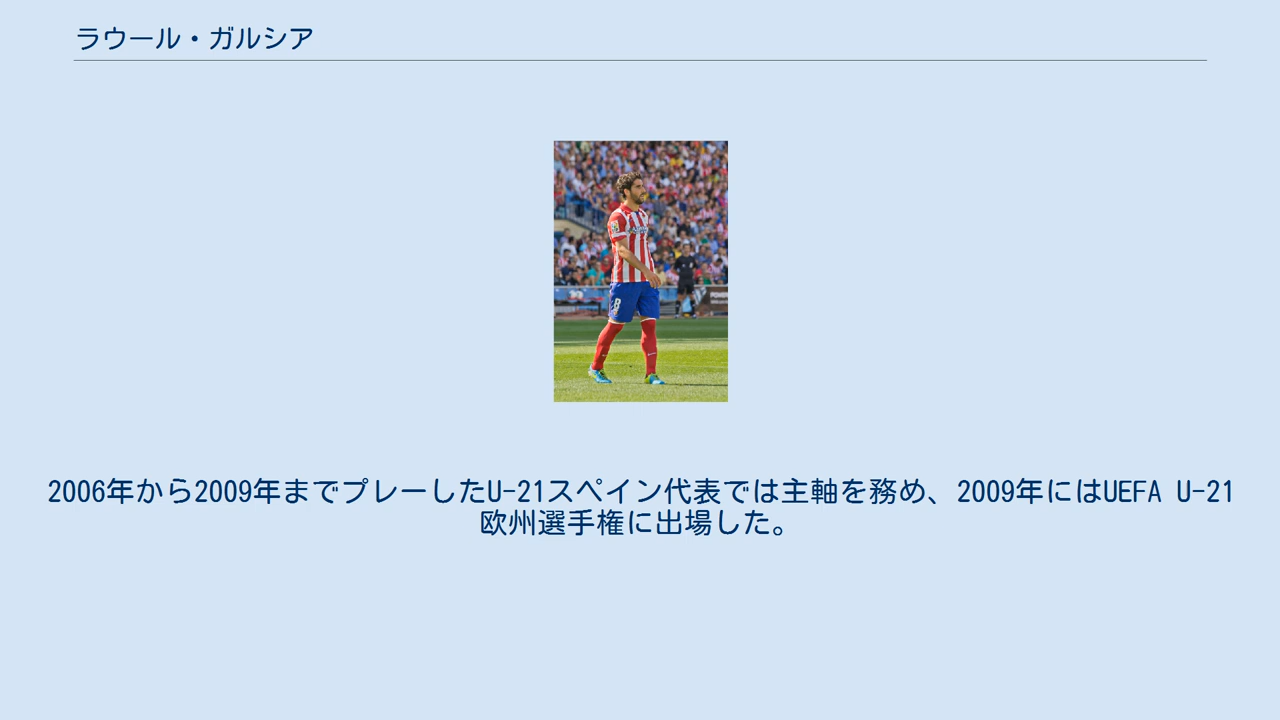 ラウール・ガルシア
2006年から2009年までプレーしたU-21スペイン代表では主軸を務め、2009年にはUEFA U-21
欧州選手権に出場した。
8